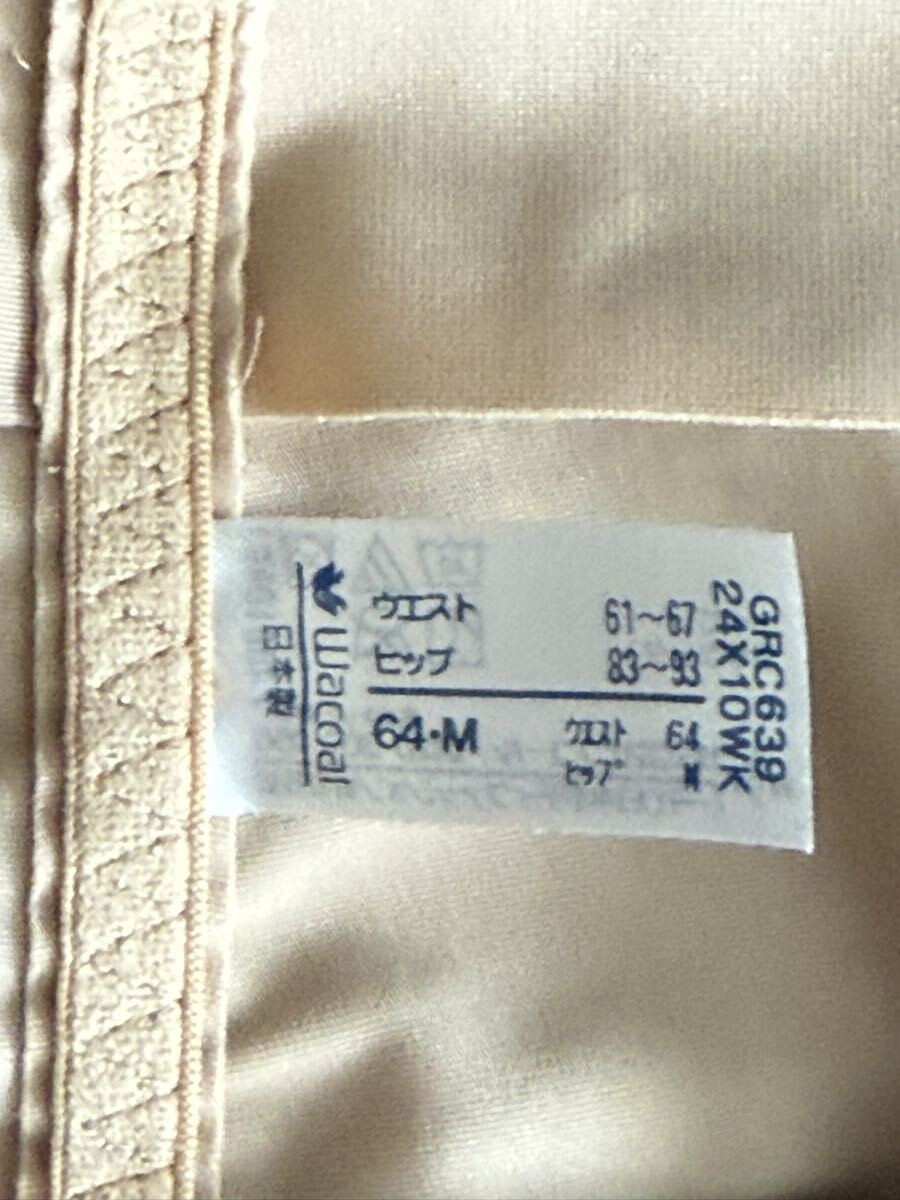 GRC639
24X10WK
ウエスト 61～67
ヒップ 83～93
64・M ウエスト 64
ヒップ M
Wacoal
日本製